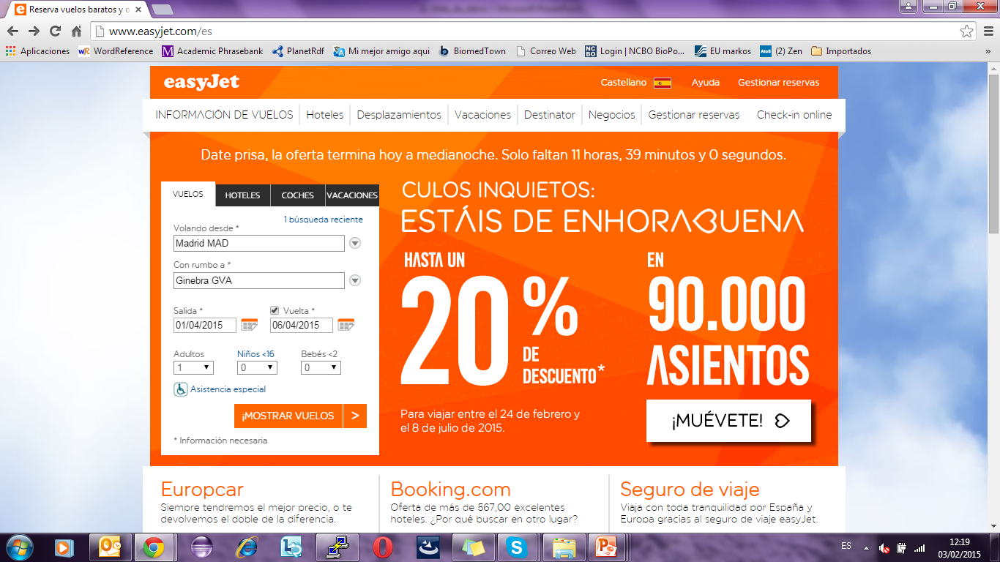 Reserva vuelos baratos y o
www.easyjet.com/es
Aplicaciones WordReference Academic Phrasebank PlanetRdf Mi mejor amigo aqui BiomedTown Correo Web Login | NCBO BioPo... EU markos (2) Zen Importados »
easyJet
Castellano Ayuda Gestionar reservas
INFORMACIÓN DE VUELOS Hoteles Desplazamientos Vacaciones Destinator Negocios Gestionar reservas Check-in online
Date prisa, la oferta termina hoy a medianoche. Solo faltan 11 horas, 39 minutos y 0 segundos.
VUELOS HOTELES COCHES VACACIONES
1 búsqueda reciente
Volando desde *
Madrid MAD
Con rumbo a *
Ginebra GVA
Salida * Vuelta *
01/04/2015 06/04/2015
Adultos Niños <16 Bebés <2
1 0 0
Asistencia especial
¡MOSTRAR VUELOS >
* Información necesaria
CULOS INQUIETOS:
ESTÁIS DE ENHORABUENA
HASTA UN
20%
DE
DESCUENTO*
EN
90.000
ASIENTOS
Para viajar entre el 24 de febrero y
el 8 de julio de 2015.
¡MUÉVETE!
Europcar
Siempre tendremos el mejor precio, o te
devolvemos el doble de la diferencia.
Booking.com
Oferta de más de 567,00 excelentes
hoteles. ¿Por qué buscar en otro lugar?
Seguro de viaje
Viaja con toda tranquilidad por España y
Europa gracias al seguro de viaje easyJet.
ES
12:19
03/02/2015